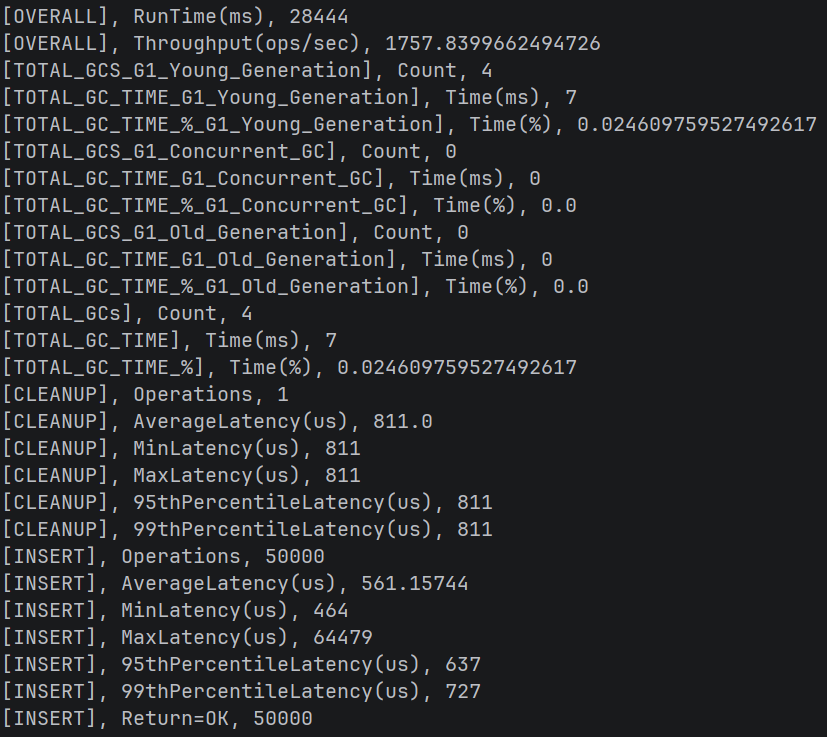 [OVERALL], RunTime(ms), 28444
[OVERALL], Throughput(ops/sec), 1757.8399662494726
[TOTAL_GCS_G1_Young_Generation], Count, 4
[TOTAL_GC_TIME_G1_Young_Generation], Time(ms), 7
[TOTAL_GC_TIME_%_G1_Young_Generation], Time(%), 0.024609759527492617
[TOTAL_GCS_G1_Concurrent_GC], Count, 0
[TOTAL_GC_TIME_G1_Concurrent_GC], Time(ms), 0
[TOTAL_GC_TIME_%_G1_Concurrent_GC], Time(%), 0.0
[TOTAL_GCS_G1_Old_Generation], Count, 0
[TOTAL_GC_TIME_G1_Old_Generation], Time(ms), 0
[TOTAL_GC_TIME_%_G1_Old_Generation], Time(%), 0.0
[TOTAL_GCs], Count, 4
[TOTAL_GC_TIME], Time(ms), 7
[TOTAL_GC_TIME_%], Time(%), 0.024609759527492617
[CLEANUP], Operations, 1
[CLEANUP], AverageLatency(us), 811.0
[CLEANUP], MinLatency(us), 811
[CLEANUP], MaxLatency(us), 811
[CLEANUP], 95thPercentileLatency(us), 811
[CLEANUP], 99thPercentileLatency(us), 811
[INSERT], Operations, 50000
[INSERT], AverageLatency(us), 561.15744
[INSERT], MinLatency(us), 464
[INSERT], MaxLatency(us), 64479
[INSERT], 95thPercentileLatency(us), 637
[INSERT], 99thPercentileLatency(us), 727
[INSERT], Return=OK, 50000